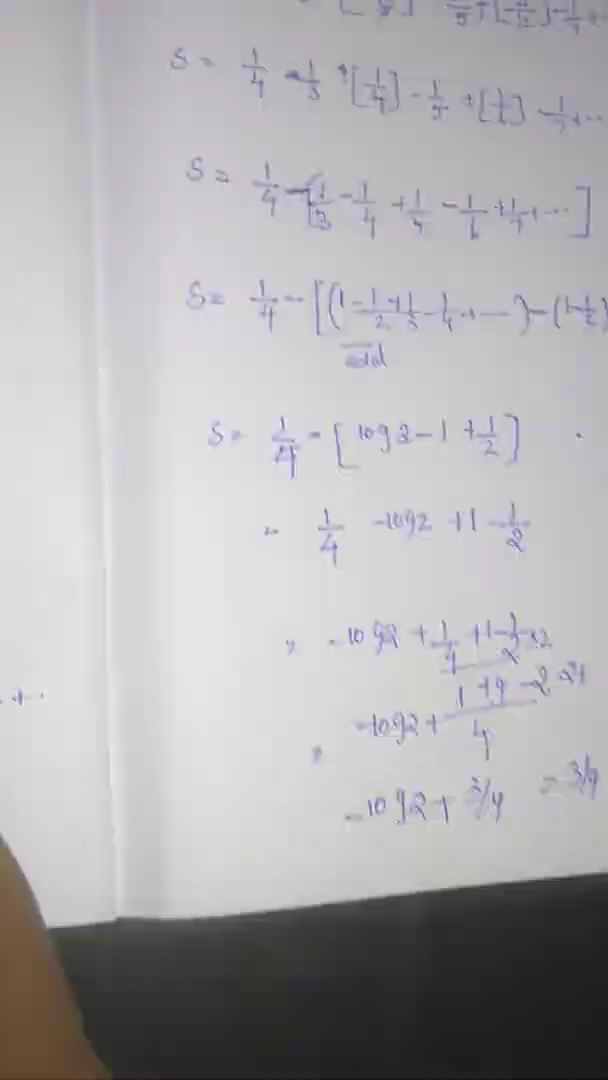 S = 1/4 - 1/3 + [1/4] - 1/5 + [1/6] - 1/7 + ...
S = 1/4 - [1/3 - 1/4 + 1/5 - 1/6 + 1/7 + ...]
S = 1/4 - [(1 - 1/2 + 1/3 - 1/4 + ...) - (1 - 1/2)
add
S = 1/4 - [log2 - 1 + 1/2]
= 1/4 - log2 + 1 - 1/2
= -log2 + 1/4 + 1 - 1/2 ×2
= -log2 + (1 + 4 - 2)/4
-log2 + 3/4 = 3/4
..+..